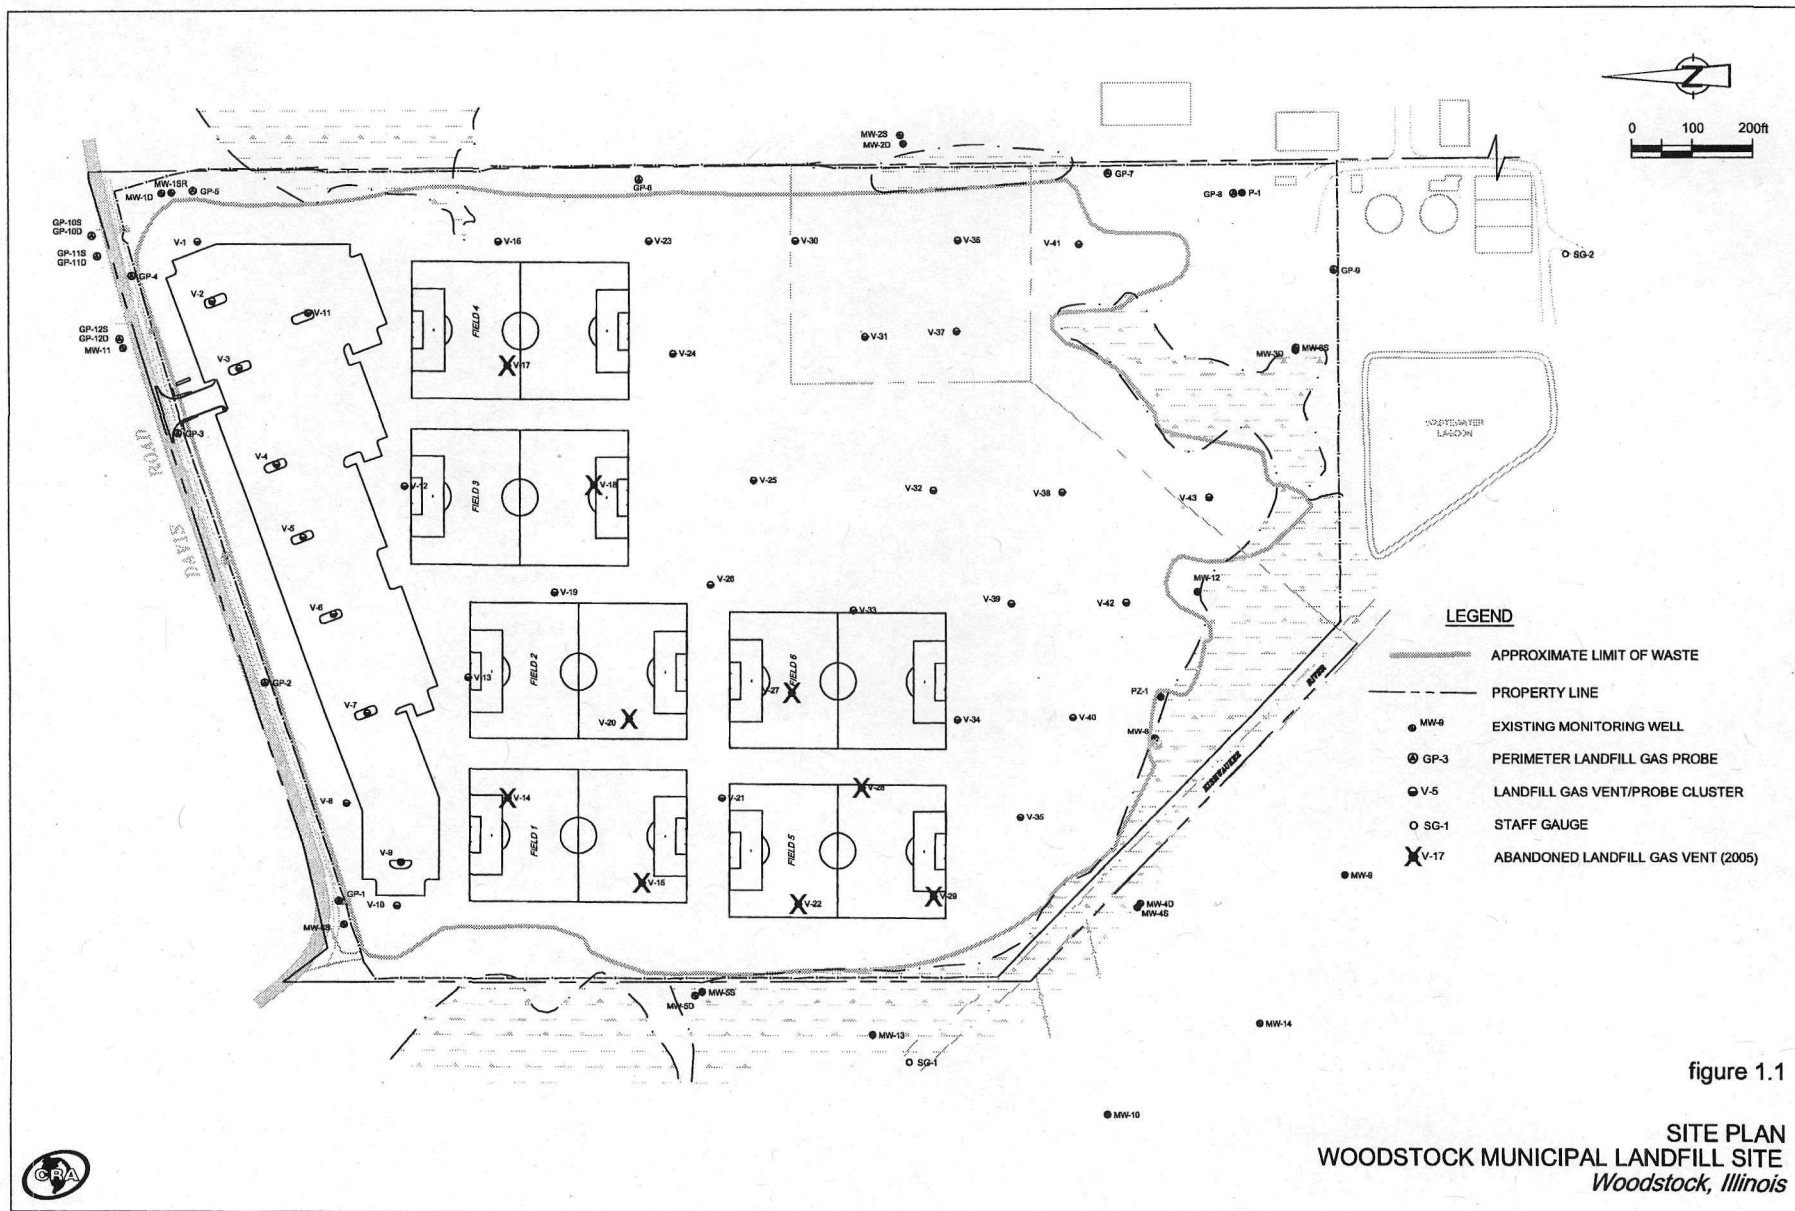 Z
0 100 200ft
MW-2S
MW-2D
MW-1SR
MW-1D
GP-5
GP-6
GP-7
GP-8
P-1
GP-10S
GP-10D
GP-11S
GP-11D
GP-4
V-1
V-16
V-23
V-30
V-36
V-41
SG-2
GP-9
V-2
V-11
GP-12S
GP-12D
MW-11
V-3
FIELD 4
V-17
V-24
V-31
V-37
MW-3D
MW-3S
GP-3
ROAD
WASTEWATER
LAGOON
V-4
V-12
FIELD 3
V-18
V-25
V-32
V-38
V-43
DAVIS
V-5
V-19
V-26
V-33
V-39
V-42
MW-12
V-6
GP-2
V-13
FIELD 2
V-20
V-27
FIELD 6
V-34
V-40
PZ-1
RIVER
V-7
KISHWAUKEE
V-8
V-14
FIELD 1
V-21
V-28
FIELD 5
V-35
V-15
V-22
V-29
GP-1
V-10
MW-9
MW-4D
MW-4S
MW-5S
MW-5D
MW-13
MW-14
SG-1
MW-10
LEGEND
APPROXIMATE LIMIT OF WASTE
PROPERTY LINE
MW-9 EXISTING MONITORING WELL
GP-3 PERIMETER LANDFILL GAS PROBE
V-5 LANDFILL GAS VENT/PROBE CLUSTER
SG-1 STAFF GAUGE
V-17 ABANDONED LANDFILL GAS VENT (2005)
figure 1.1
SITE PLAN
WOODSTOCK MUNICIPAL LANDFILL SITE
Woodstock, Illinois
CRA